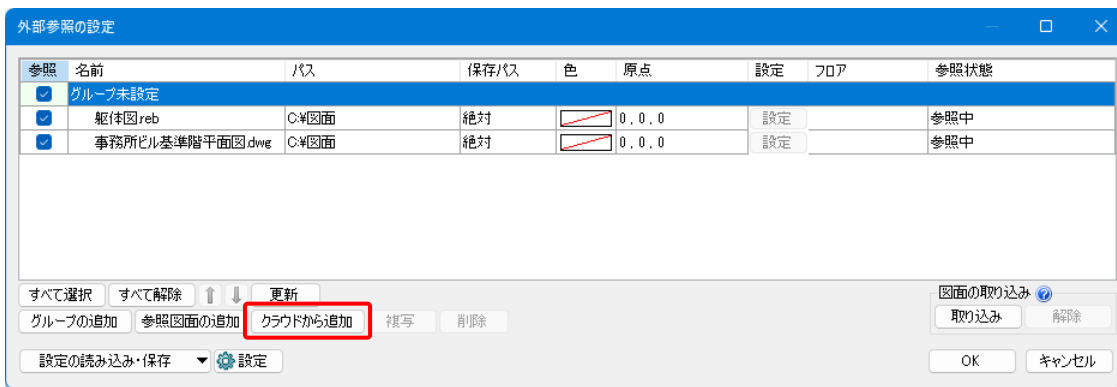 外部参照の設定
参照 名前 パス 保存パス 色 原点 設定 フロア 参照状態
グループ未設定
躯体図.reb C:¥図面 絶対 0 , 0 , 0 設定 参照中
事務所ビル基準階平面図.dwg C:¥図面 絶対 0 , 0 , 0 設定 参照中
すべて選択 すべて解除 更新 図面の取り込み
グループの追加 参照図面の追加 クラウドから追加 複写 削除 取り込み 解除
設定の読み込み・保存 設定 OK キャンセル